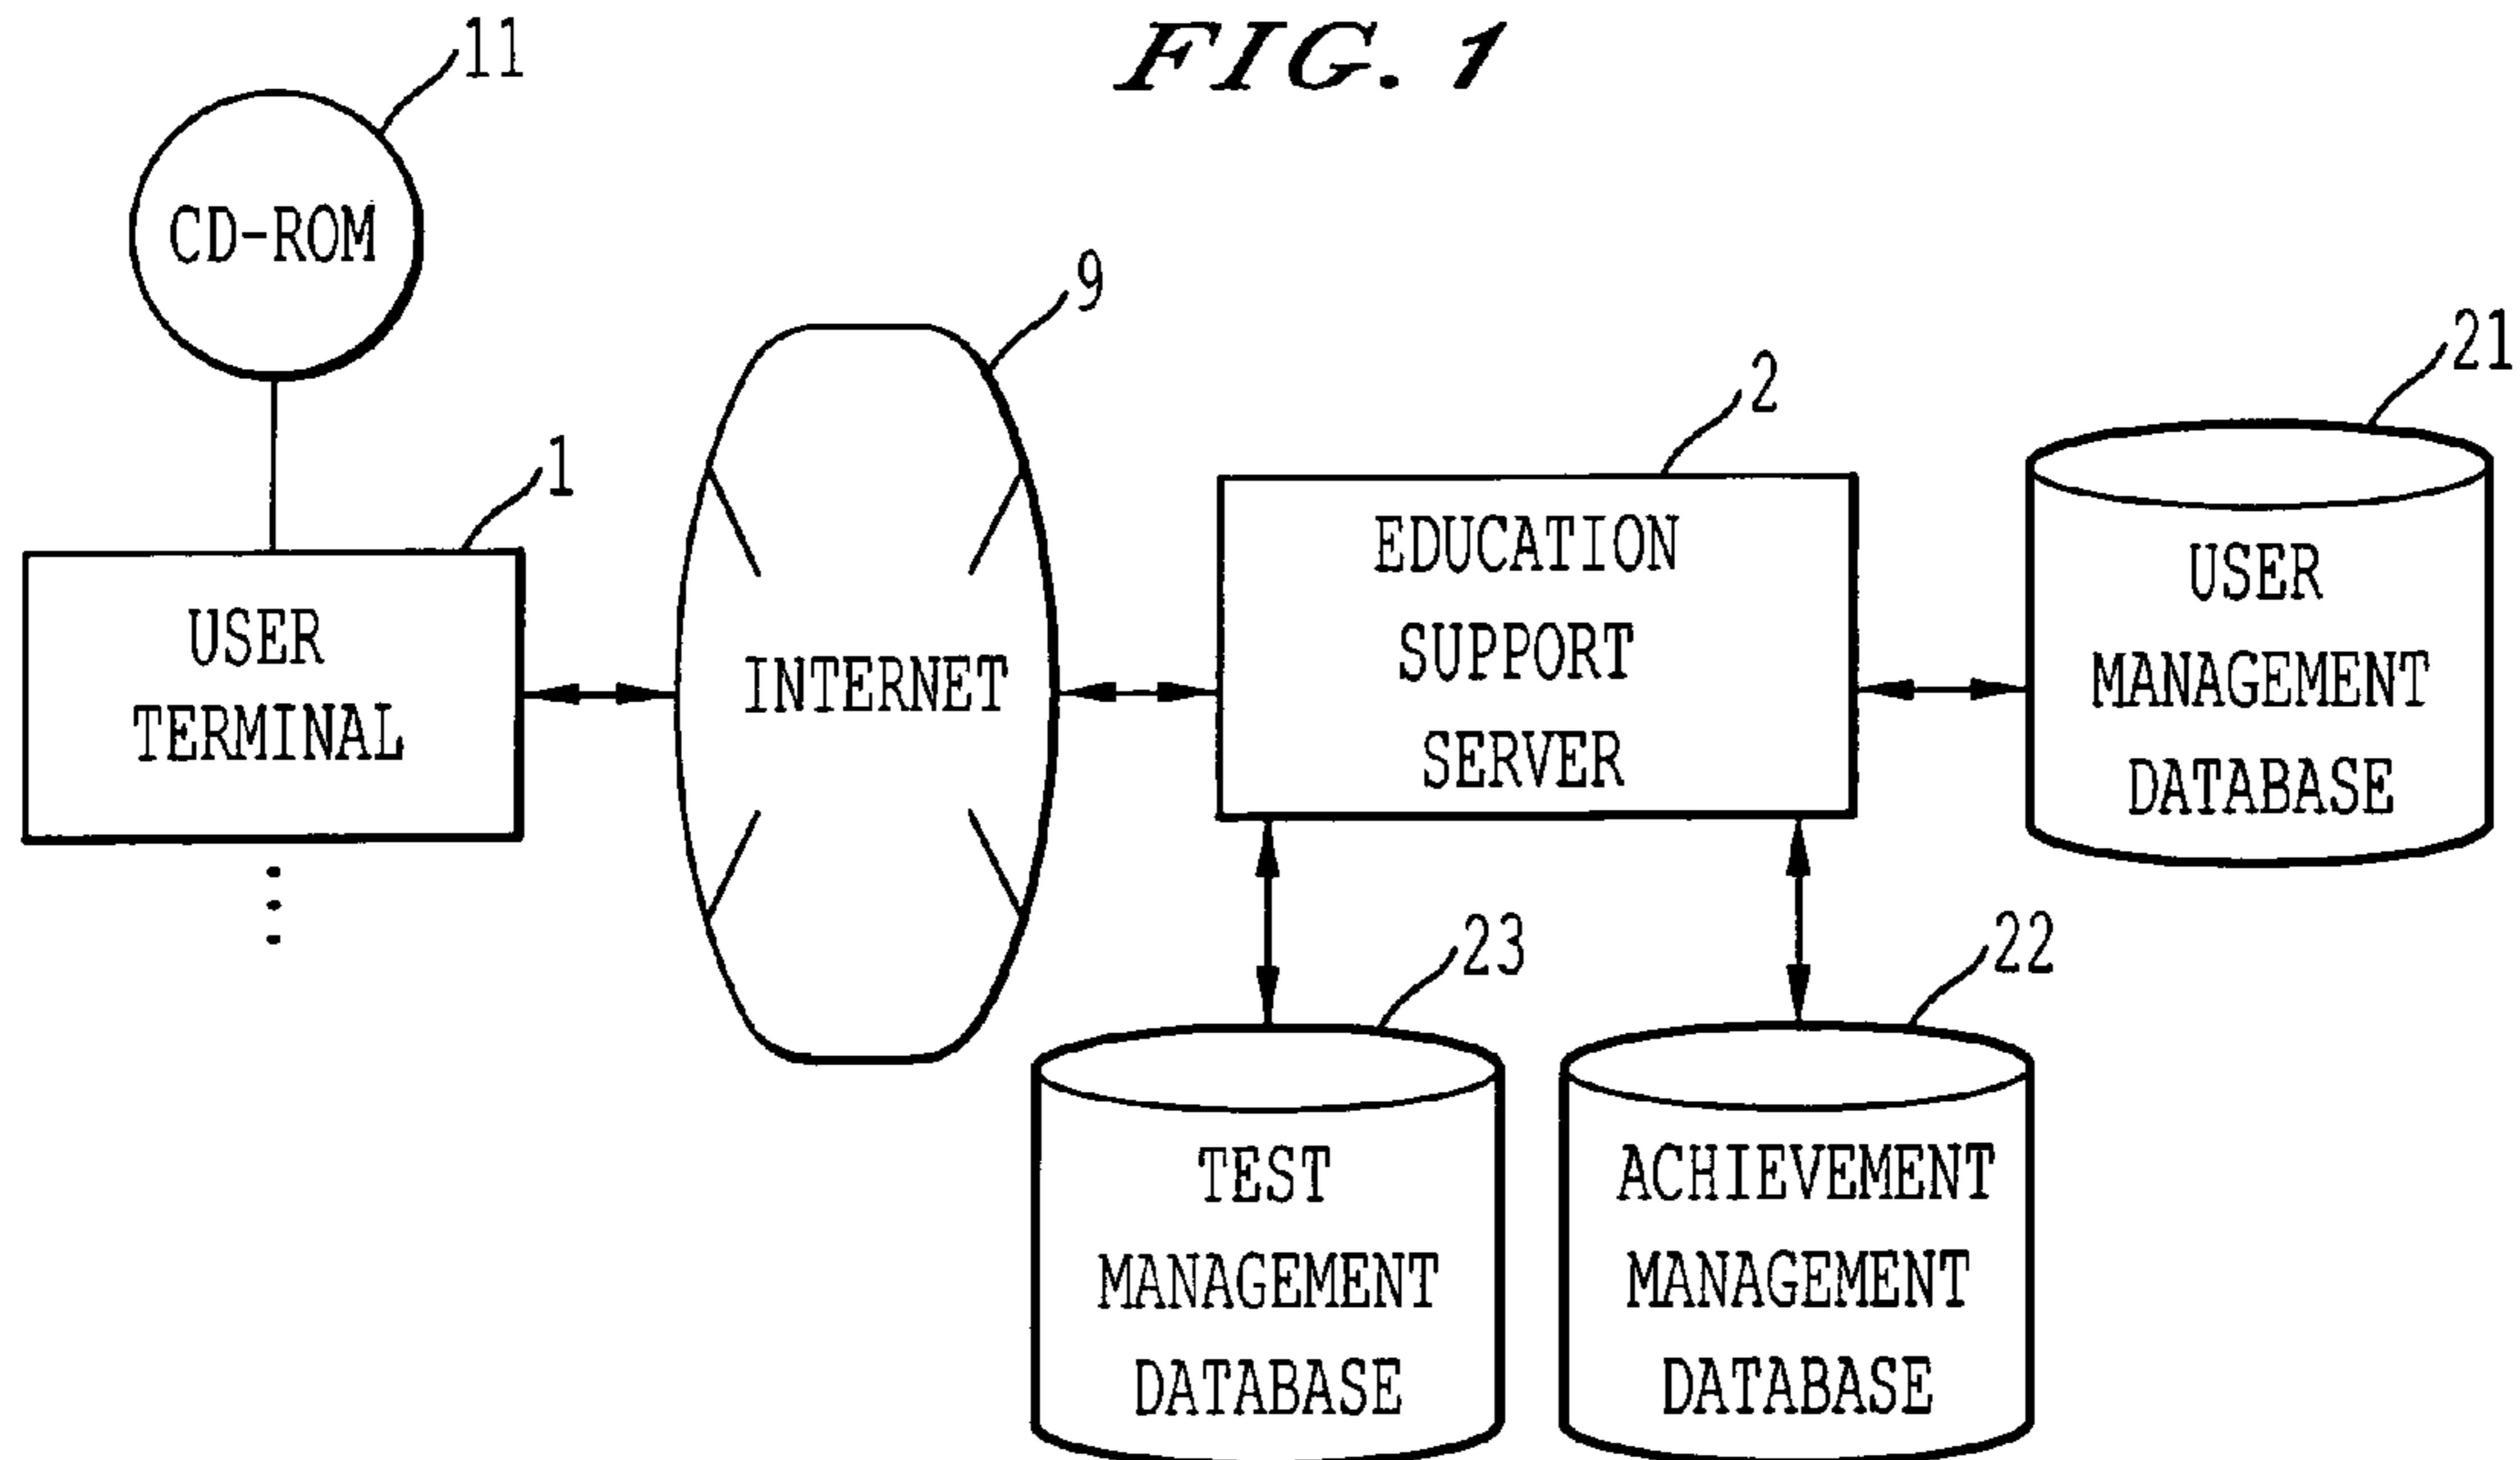 FIG. 1
11
CD-ROM
9
1
USER
TERMINAL
INTERNET
2
EDUCATION
SUPPORT
SERVER
21
USER
MANAGEMENT
DATABASE
23
TEST
MANAGEMENT
DATABASE
22
ACHIEVEMENT
MANAGEMENT
DATABASE